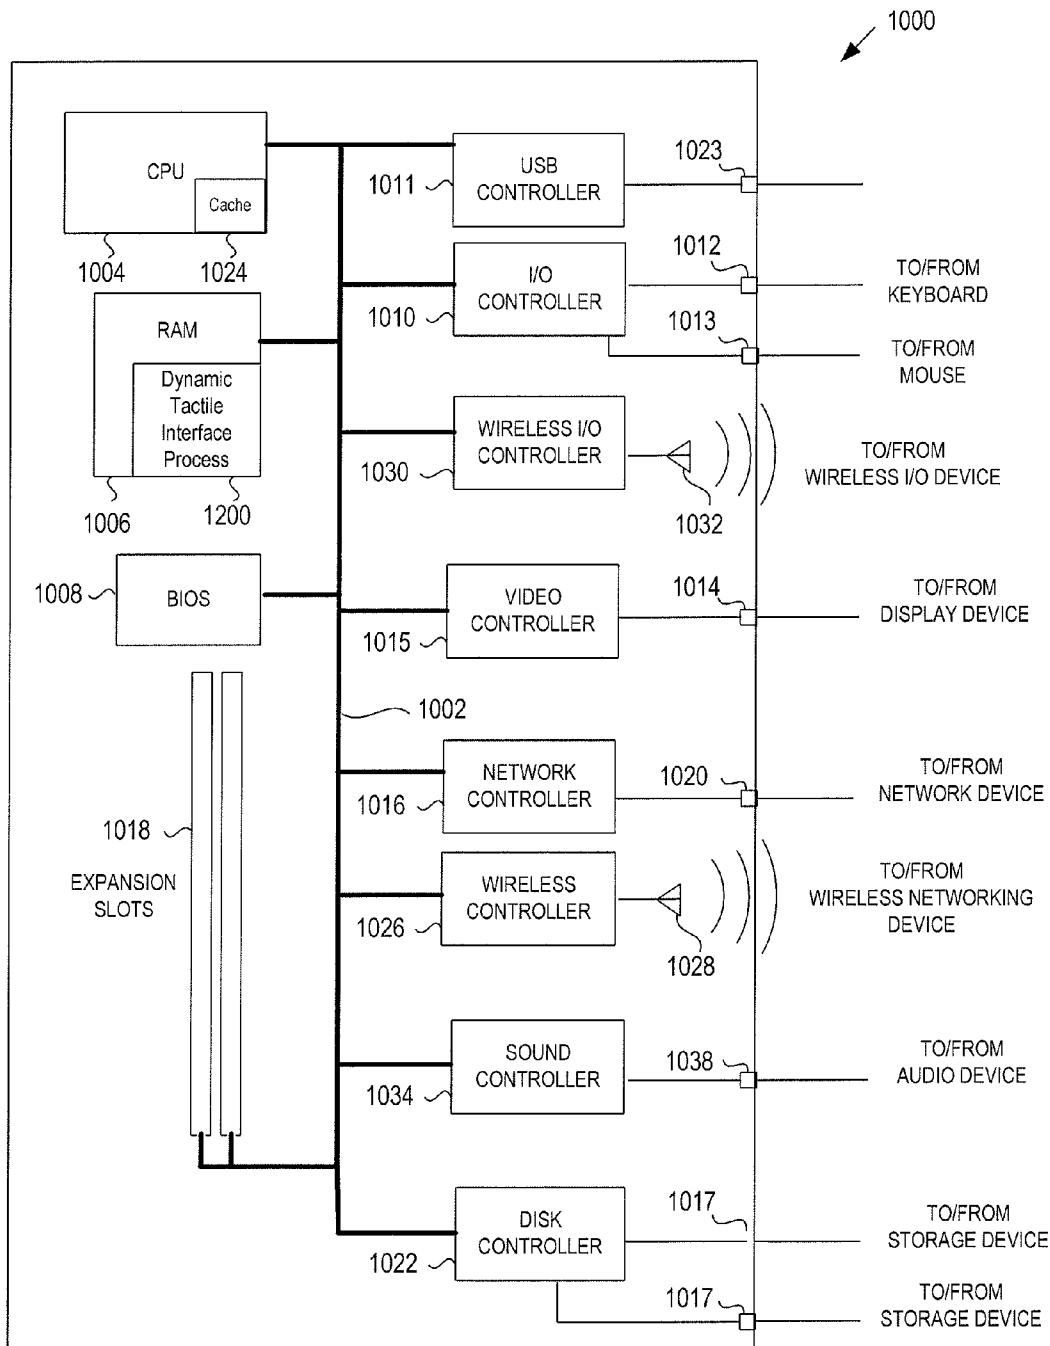 1000
CPU
Cache
1004
1024
USB
CONTROLLER
1011
1023
I/O
CONTROLLER
1010
1012
TO/FROM
KEYBOARD
1013
TO/FROM
MOUSE
RAM
Dynamic
Tactile
Interface
Process
1006
1200
WIRELESS I/O
CONTROLLER
1030
1032
TO/FROM
WIRELESS I/O DEVICE
1008
BIOS
VIDEO
CONTROLLER
1015
1014
TO/FROM
DISPLAY DEVICE
1002
NETWORK
CONTROLLER
1016
1020
TO/FROM
NETWORK DEVICE
1018
EXPANSION
SLOTS
WIRELESS
CONTROLLER
1026
1028
TO/FROM
WIRELESS NETWORKING
DEVICE
SOUND
CONTROLLER
1034
1038
TO/FROM
AUDIO DEVICE
DISK
CONTROLLER
1022
1017
TO/FROM
STORAGE DEVICE
1017
TO/FROM
STORAGE DEVICE